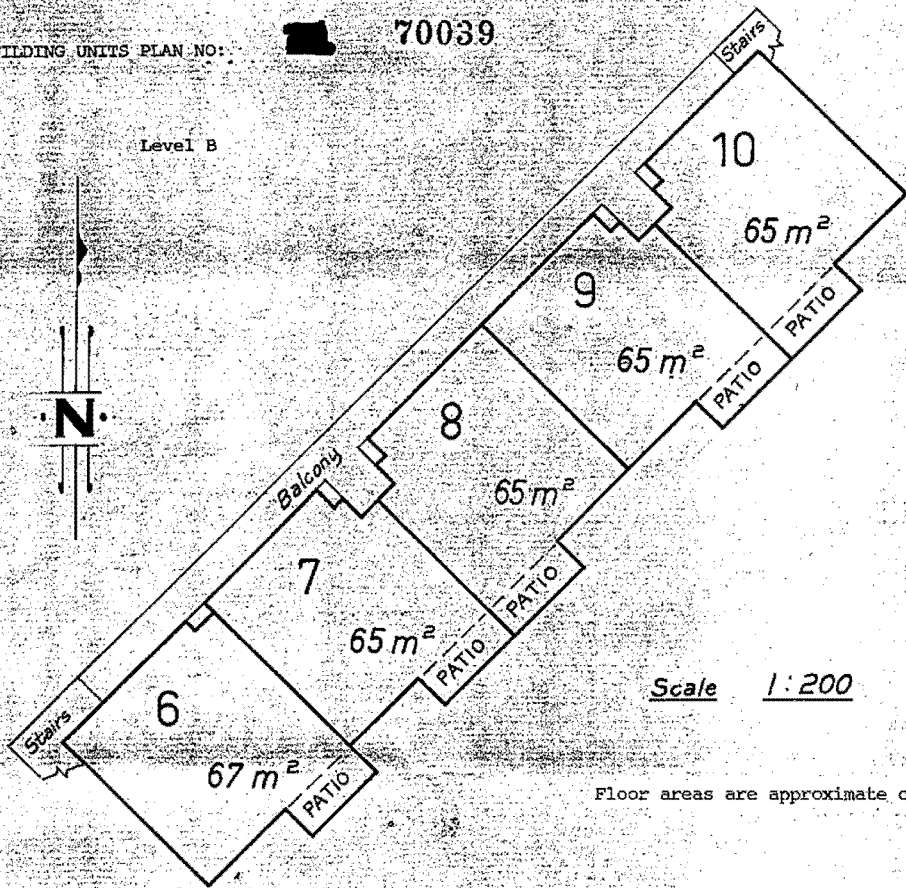 ILDING UNITS PLAN NO: 70039
Level B
Stairs
10
65 m²
PATIO
9
65 m²
PATIO
N
8
65 m²
PATIO
Balcony
7
65 m²
PATIO
Scale 1:200
6
67 m²
PATIO
Stairs
Floor areas are approximate